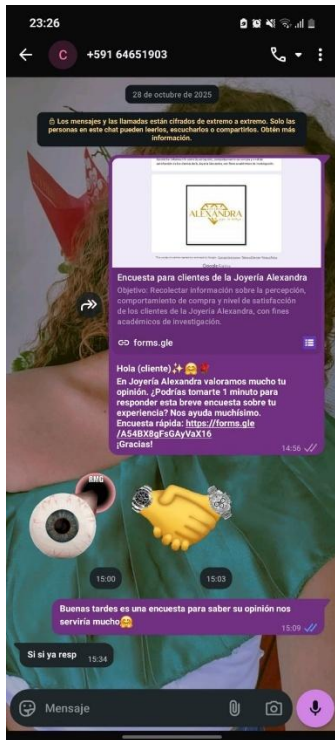 23:26
C
+591 64651903
28 de octubre de 2025
Los mensajes y las llamadas están cifrados de extremo a extremo. Solo las
personas en este chat pueden leerlos, escucharlos o compartirlos. Obtén más
información.
ALEXANDRA
Encuesta para clientes de la Joyería Alexandra
Objetivo: Recolectar información sobre la percepción,
comportamiento de compra y nivel de satisfacción
de los clientes de la Joyería Alexandra, con fines
académicos de investigación.
forms.gle
Hola (cliente)✨🤗🌹
En Joyería Alexandra valoramos mucho tu
opinión. ¿Podrías tomarte 1 minuto para
responder esta breve encuesta sobre tu
experiencia? Nos ayuda muchísimo.
Encuesta rápida: https://forms.gle
/A54BX8gFsGAyVaX16
¡Gracias!
14:56
BMG
15:00
15:03
Buenas tardes es una encuesta para saber su opinión nos
serviría mucho🤗
15:09
Si si ya resp
15:34
Mensaje